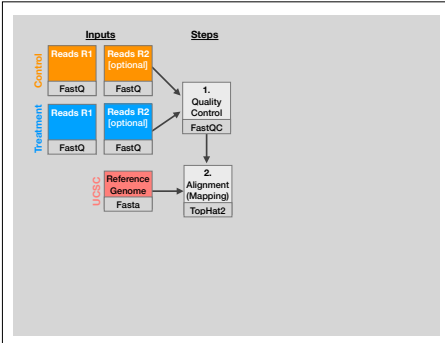 Inputs
Steps
Control
Reads R1
FastQ
Reads R2
[optional]
FastQ
1.
Quality
Control
FastQC
Treatment
Reads R1
FastQ
Reads R2
[optional]
FastQ
UCSC
Reference
Genome
Fasta
2.
Alignment
(Mapping)
TopHat2